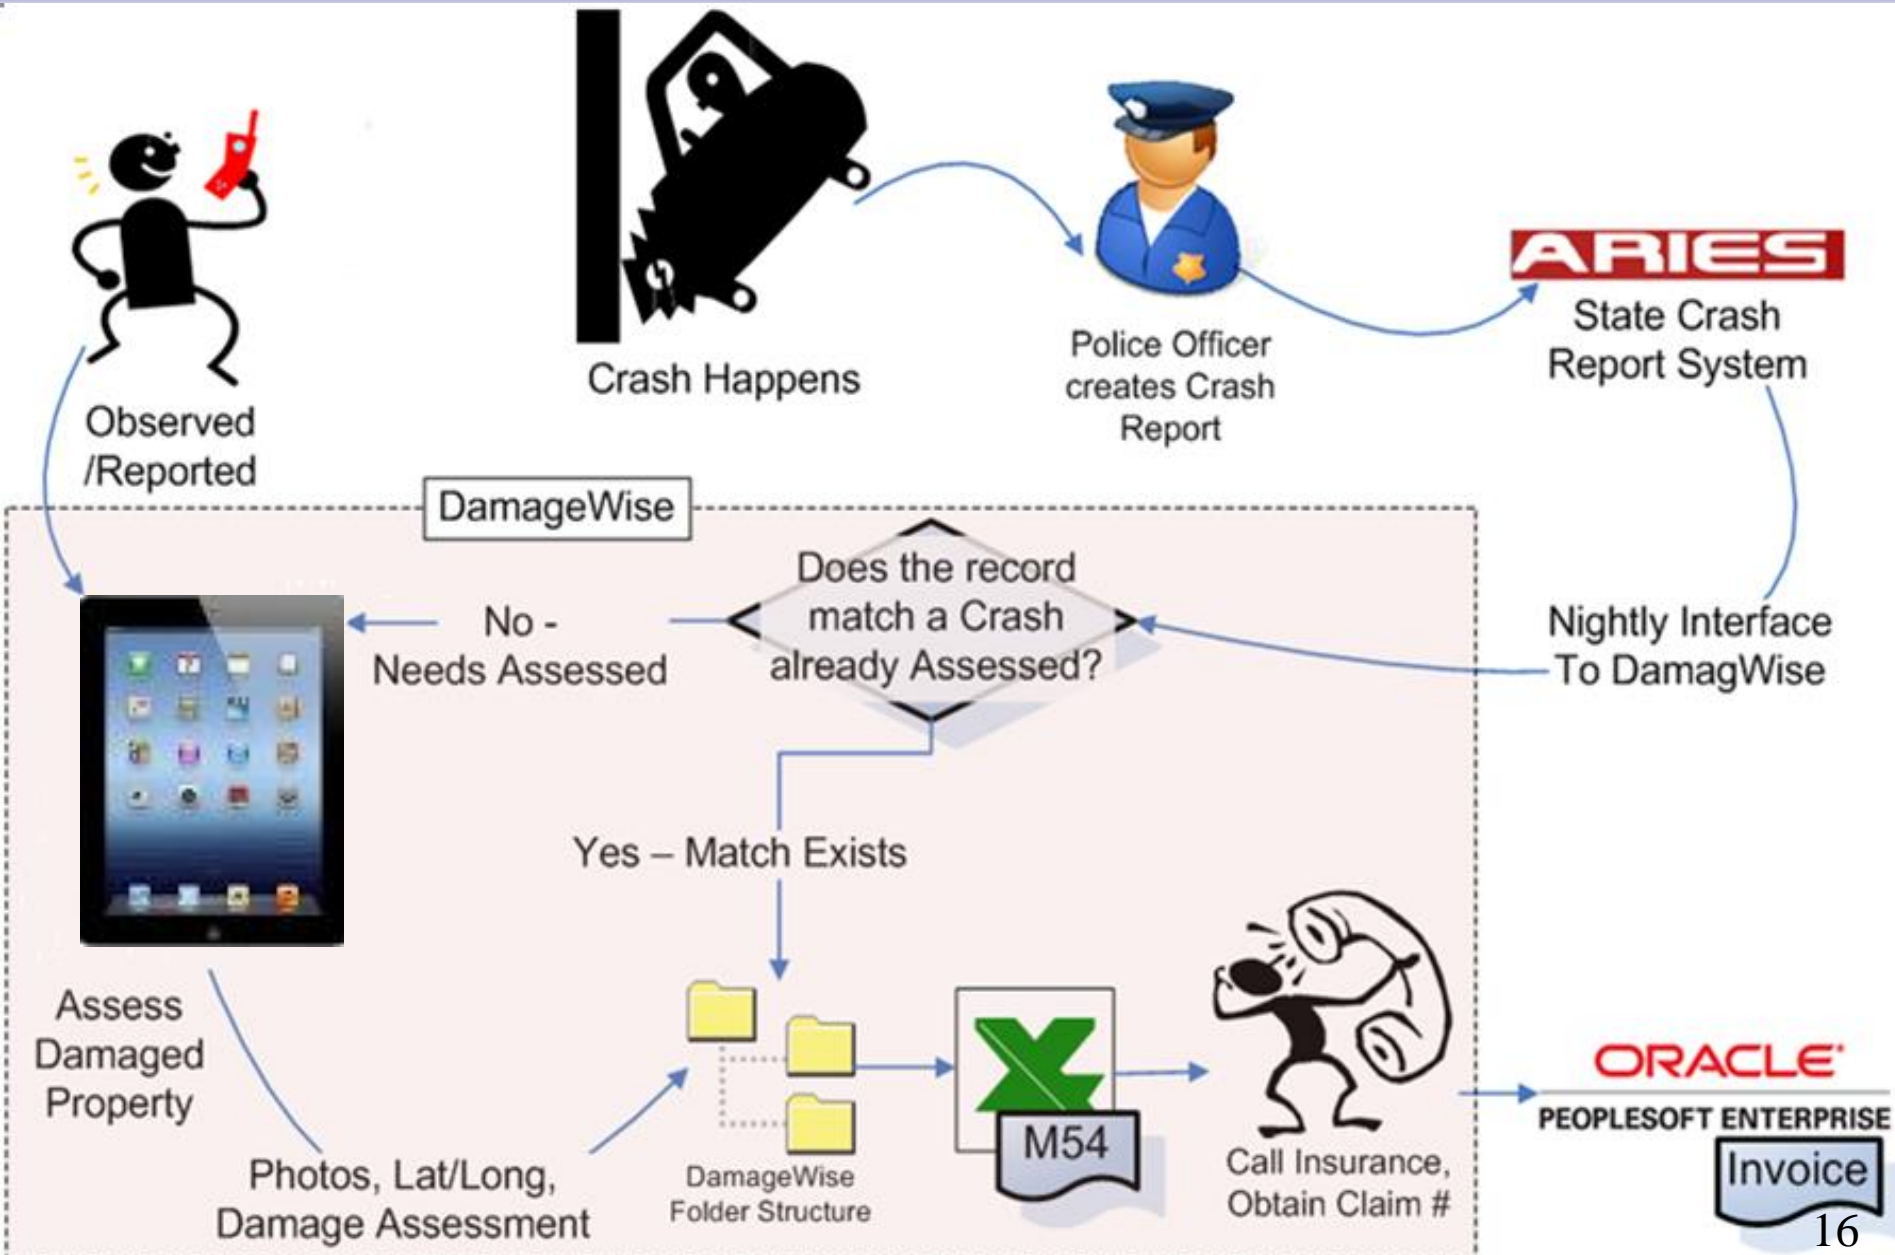 Crash Happens
Police Officer
creates Crash
Report
ARIES
State Crash
Report System
Observed
/Reported
DamageWise
Does the record
match a Crash
already Assessed?
No -
Needs Assessed
Nightly Interface
To DamagWise
Yes – Match Exists
Assess
Damaged
Property
Photos, Lat/Long,
Damage Assessment
DamageWise
Folder Structure
M54
Call Insurance,
Obtain Claim #
ORACLE
PEOPLESOFT ENTERPRISE
Invoice
16